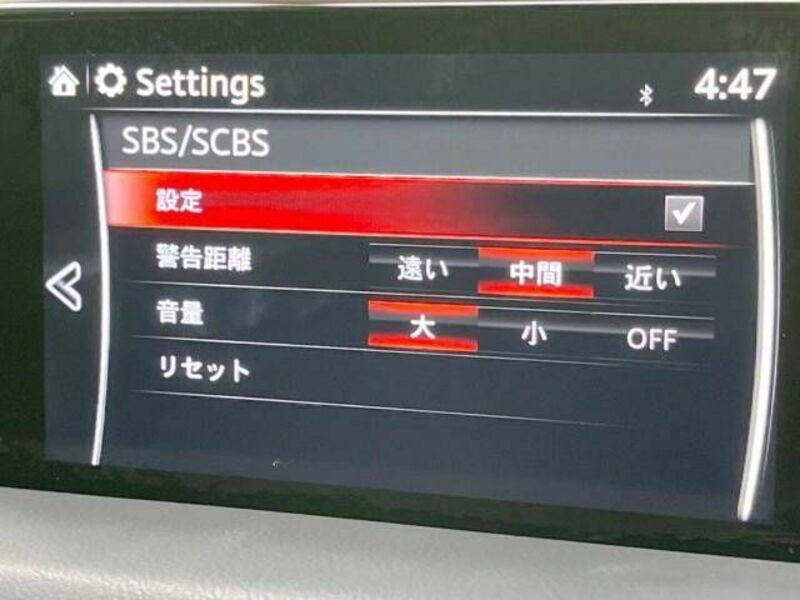 Settings 4:47
SBS/SCBS
設定
警告距離 遠い 中間 近い
音量 大 小 OFF
リセット